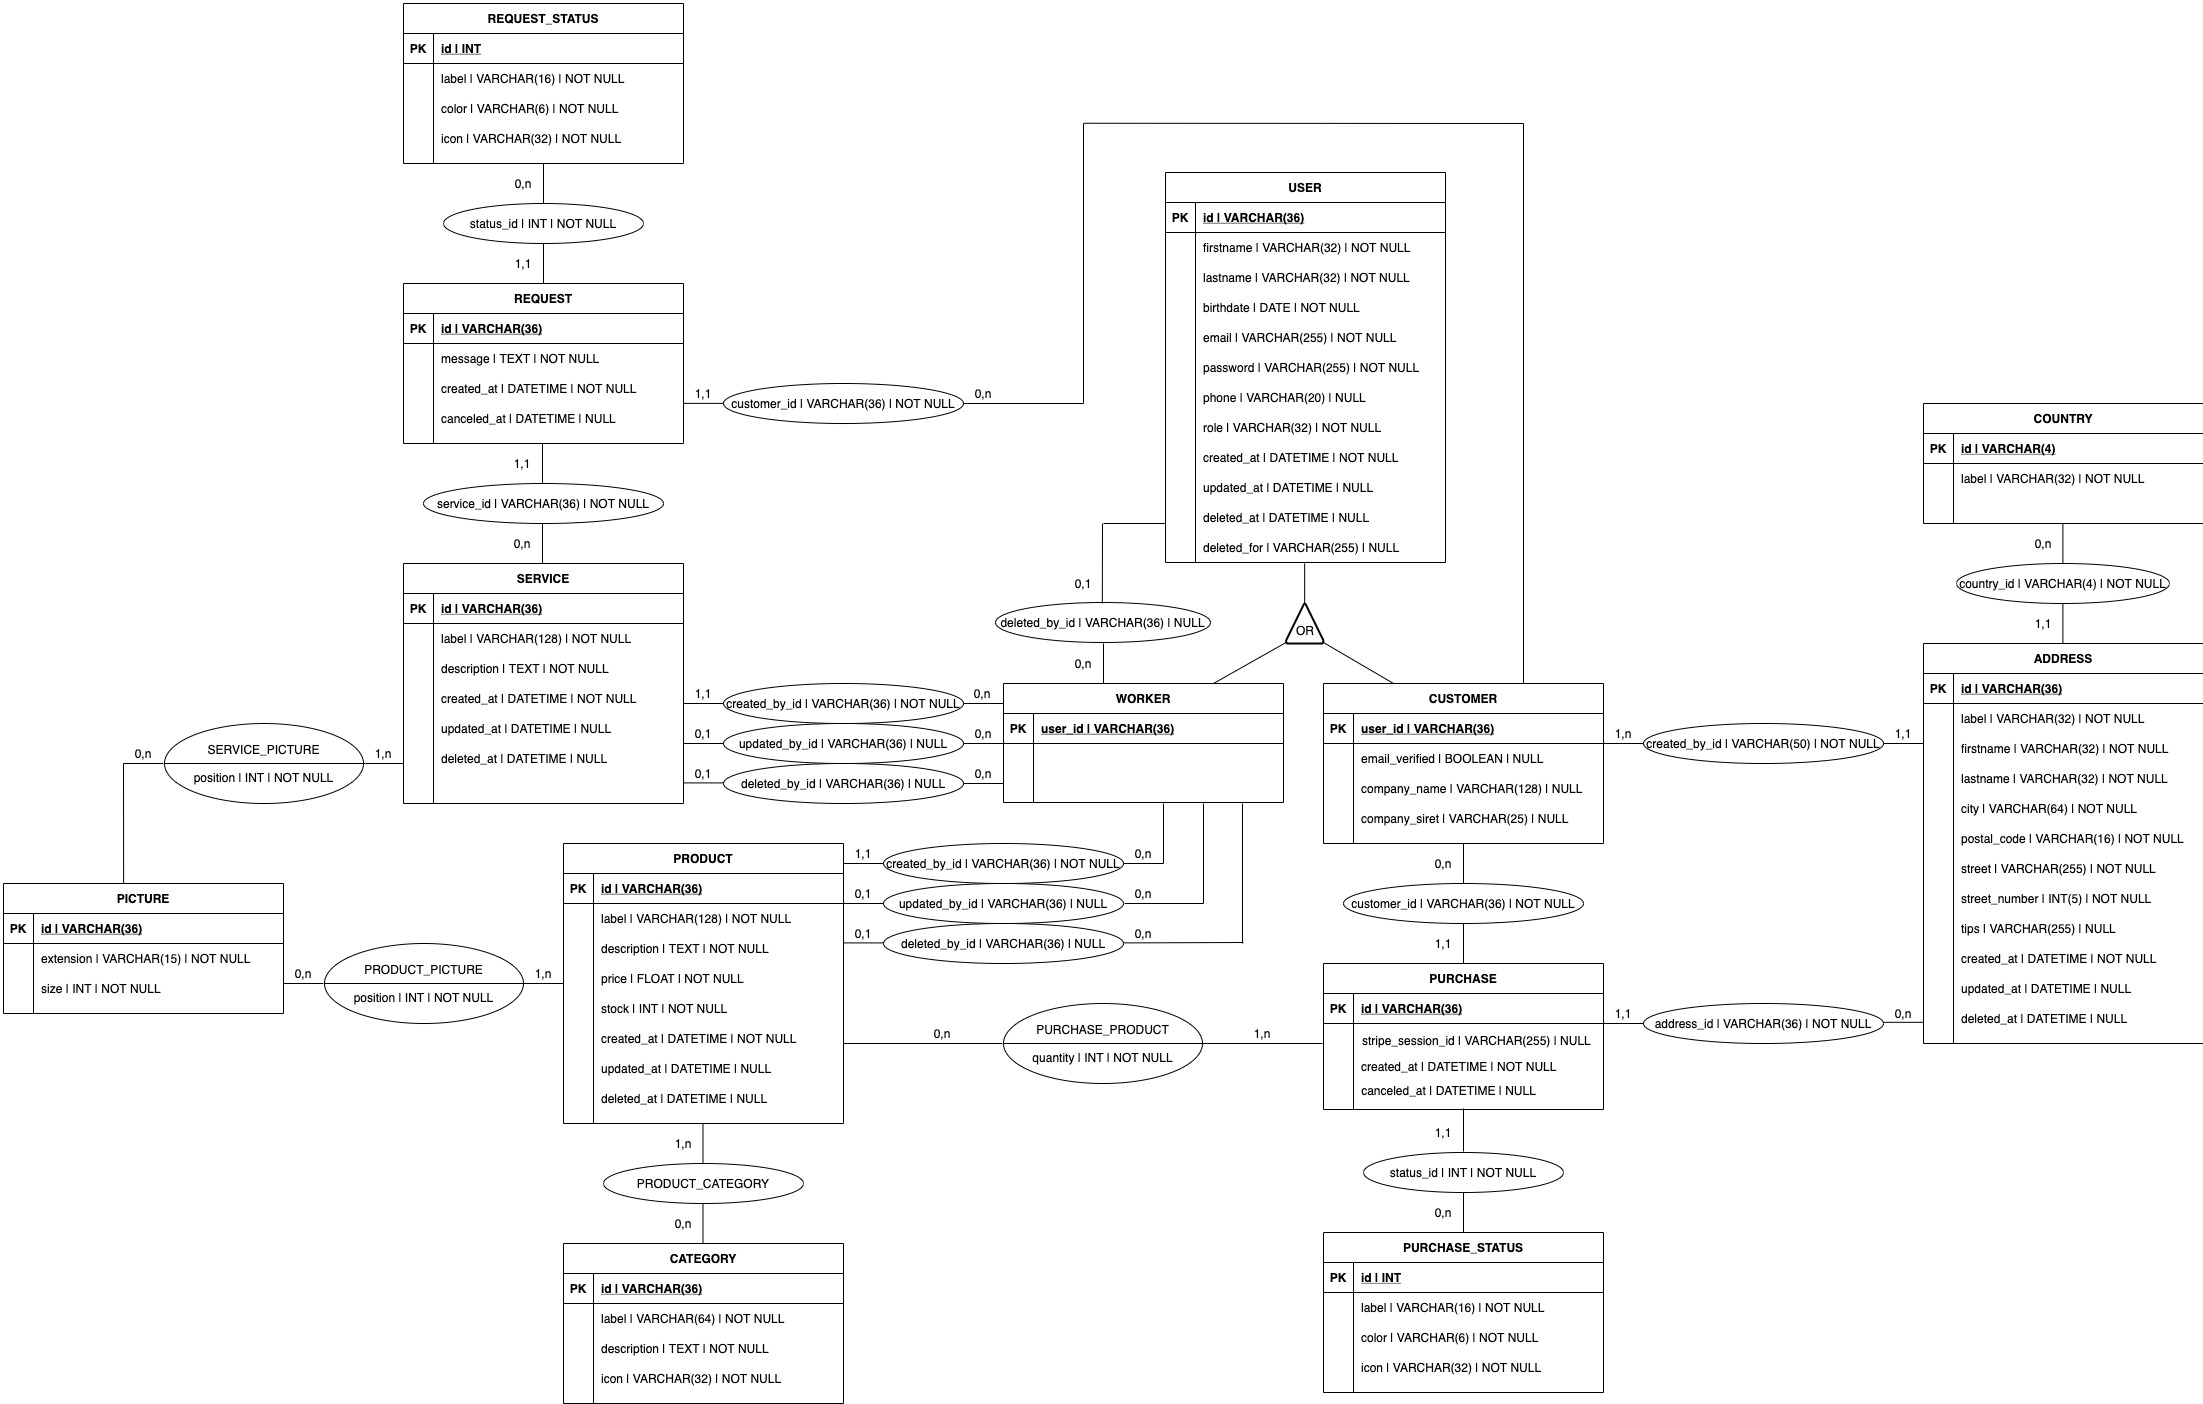 REQUEST_STATUS
PK
id | INT
label | VARCHAR(16) | NOT NULL
color | VARCHAR(6) | NOT NULL
icon | VARCHAR(32) | NOT NULL
0,n
status_id | INT | NOT NULL
1,1
REQUEST
PK
id | VARCHAR(36)
message | TEXT | NOT NULL
created_at | DATETIME | NOT NULL
canceled_at | DATETIME | NULL
1,1
customer_id | VARCHAR(36) | NOT NULL
0,n
1,1
service_id | VARCHAR(36) | NOT NULL
0,n
USER
PK
id | VARCHAR(36)
firstname | VARCHAR(32) | NOT NULL
lastname | VARCHAR(32) | NOT NULL
birthdate | DATE | NOT NULL
email | VARCHAR(255) | NOT NULL
password | VARCHAR(255) | NOT NULL
phone | VARCHAR(20) | NULL
role | VARCHAR(32) | NOT NULL
created_at | DATETIME | NOT NULL
updated_at | DATETIME | NULL
deleted_at | DATETIME | NULL
deleted_for | VARCHAR(255) | NULL
0,1
deleted_by_id | VARCHAR(36) | NULL
0,n
OR
COUNTRY
PK
id | VARCHAR(4)
label | VARCHAR(32) | NOT NULL
0,n
country_id | VARCHAR(4) | NOT NULL
1,1
SERVICE
PK
id | VARCHAR(36)
label | VARCHAR(128) | NOT NULL
description | TEXT | NOT NULL
created_at | DATETIME | NOT NULL
updated_at | DATETIME | NULL
deleted_at | DATETIME | NULL
1,1
created_by_id | VARCHAR(36) | NOT NULL
0,n
0,1
updated_by_id | VARCHAR(36) | NULL
0,n
0,1
deleted_by_id | VARCHAR(36) | NULL
0,n
WORKER
PK
user_id | VARCHAR(36)
CUSTOMER
PK
user_id | VARCHAR(36)
email_verified | BOOLEAN | NULL
company_name | VARCHAR(128) | NULL
company_siret | VARCHAR(25) | NULL
1,n
created_by_id | VARCHAR(50) | NOT NULL
1,1
ADDRESS
PK
id | VARCHAR(36)
label | VARCHAR(32) | NOT NULL
firstname | VARCHAR(32) | NOT NULL
lastname | VARCHAR(32) | NOT NULL
city | VARCHAR(64) | NOT NULL
postal_code | VARCHAR(16) | NOT NULL
street | VARCHAR(255) | NOT NULL
street_number | INT(5) | NOT NULL
tips | VARCHAR(255) | NULL
created_at | DATETIME | NOT NULL
updated_at | DATETIME | NULL
deleted_at | DATETIME | NULL
0,n
SERVICE_PICTURE
position | INT | NOT NULL
1,n
PICTURE
PK
id | VARCHAR(36)
extension | VARCHAR(15) | NOT NULL
size | INT | NOT NULL
0,n
PRODUCT_PICTURE
position | INT | NOT NULL
1,n
PRODUCT
PK
id | VARCHAR(36)
label | VARCHAR(128) | NOT NULL
description | TEXT | NOT NULL
price | FLOAT | NOT NULL
stock | INT | NOT NULL
created_at | DATETIME | NOT NULL
updated_at | DATETIME | NULL
deleted_at | DATETIME | NULL
1,1
created_by_id | VARCHAR(36) | NOT NULL
0,n
0,1
updated_by_id | VARCHAR(36) | NULL
0,n
0,1
deleted_by_id | VARCHAR(36) | NULL
0,n
0,n
PURCHASE_PRODUCT
quantity | INT | NOT NULL
1,n
0,n
customer_id | VARCHAR(36) | NOT NULL
1,1
PURCHASE
PK
id | VARCHAR(36)
stripe_session_id | VARCHAR(255) | NULL
created_at | DATETIME | NOT NULL
canceled_at | DATETIME | NULL
1,1
address_id | VARCHAR(36) | NOT NULL
0,n
1,1
status_id | INT | NOT NULL
0,n
1,n
PRODUCT_CATEGORY
0,n
CATEGORY
PK
id | VARCHAR(36)
label | VARCHAR(64) | NOT NULL
description | TEXT | NOT NULL
icon | VARCHAR(32) | NOT NULL
PURCHASE_STATUS
PK
id | INT
label | VARCHAR(16) | NOT NULL
color | VARCHAR(6) | NOT NULL
icon | VARCHAR(32) | NOT NULL